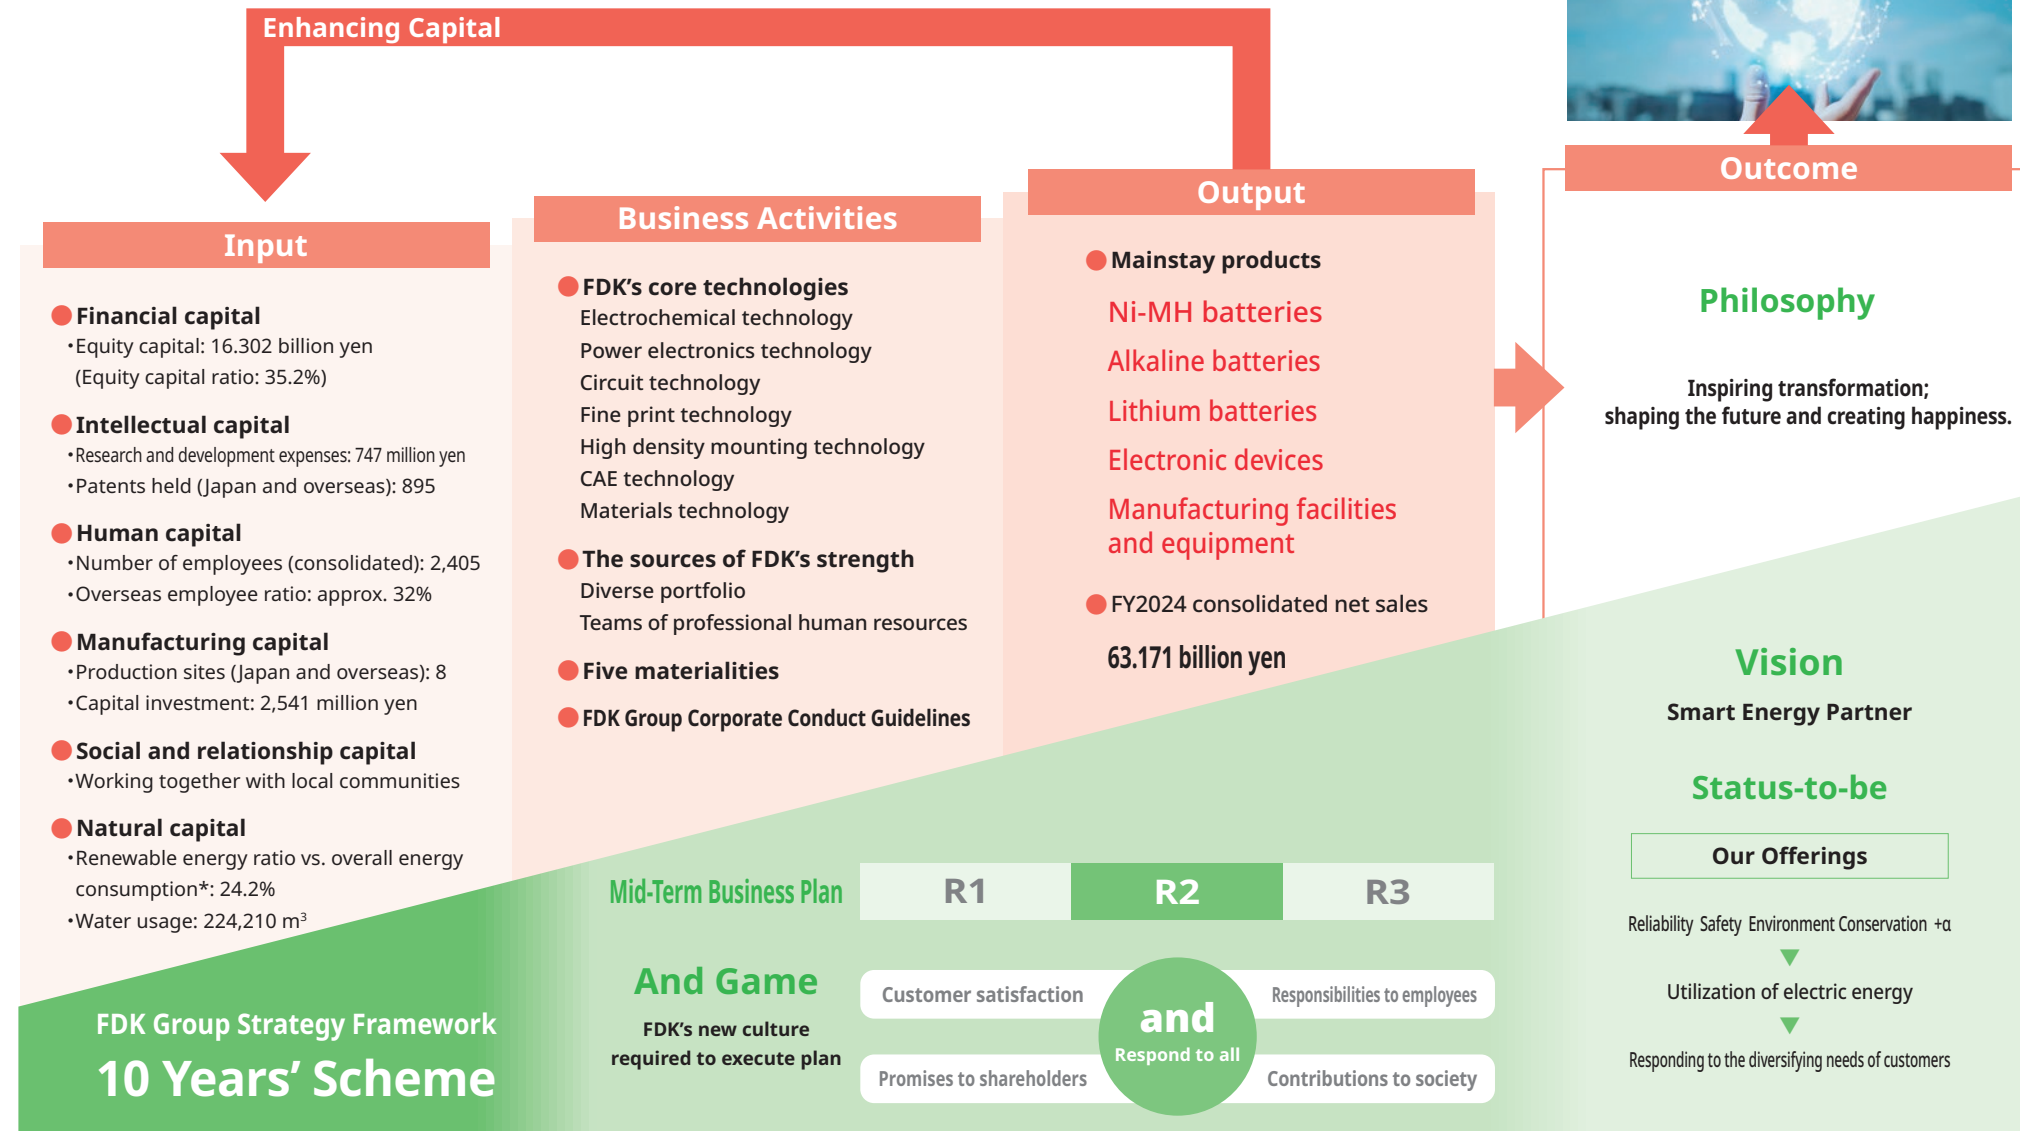 Enhancing Capital
Input
●Financial capital
・Equity capital: 16.302 billion yen
(Equity capital ratio: 35.2%)
●Intellectual capital
・Research and development expenses: 747 million yen
・Patents held (Japan and overseas): 895
●Human capital
・Number of employees (consolidated): 2,405
・Overseas employee ratio: approx. 32%
●Manufacturing capital
・Production sites (Japan and overseas): 8
・Capital investment: 2,541 million yen
●Social and relationship capital
・Working together with local communities
●Natural capital
・Renewable energy ratio vs. overall energy
consumption*: 24.2%
・Water usage: 224,210 m³
Business Activities
●FDK’s core technologies
Electrochemical technology
Power electronics technology
Circuit technology
Fine print technology
High density mounting technology
CAE technology
Materials technology
●The sources of FDK’s strength
Diverse portfolio
Teams of professional human resources
●Five materialities
●FDK Group Corporate Conduct Guidelines
Output
●Mainstay products
Ni-MH batteries
Alkaline batteries
Lithium batteries
Electronic devices
Manufacturing facilities
and equipment
●FY2024 consolidated net sales
63.171 billion yen
Outcome
Philosophy
Inspiring transformation;
shaping the future and creating happiness.
Vision
Smart Energy Partner
Status-to-be
Our Offerings
Reliability Safety Environment Conservation +α
▼
Utilization of electric energy
▼
Responding to the diversifying needs of customers
FDK Group Strategy Framework
10 Years’ Scheme
Mid-Term Business Plan
R1
R2
R3
And Game
FDK’s new culture
required to execute plan
Customer satisfaction
Responsibilities to employees
and
Respond to all
Promises to shareholders
Contributions to society